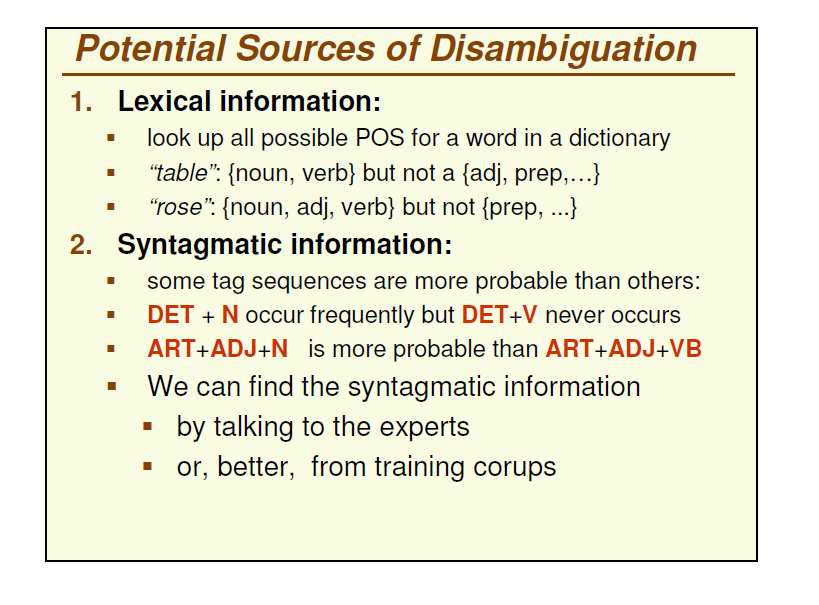 Potential Sources of Disambiguation
1. Lexical information:
▪ look up all possible POS for a word in a dictionary
▪ “table”: {noun, verb} but not a {adj, prep,…}
▪ “rose”: {noun, adj, verb} but not {prep, ...}
2. Syntagmatic information:
▪ some tag sequences are more probable than others:
▪ DET + N occur frequently but DET+V never occurs
▪ ART+ADJ+N is more probable than ART+ADJ+VB
▪ We can find the syntagmatic information
▪ by talking to the experts
▪ or, better, from training corups